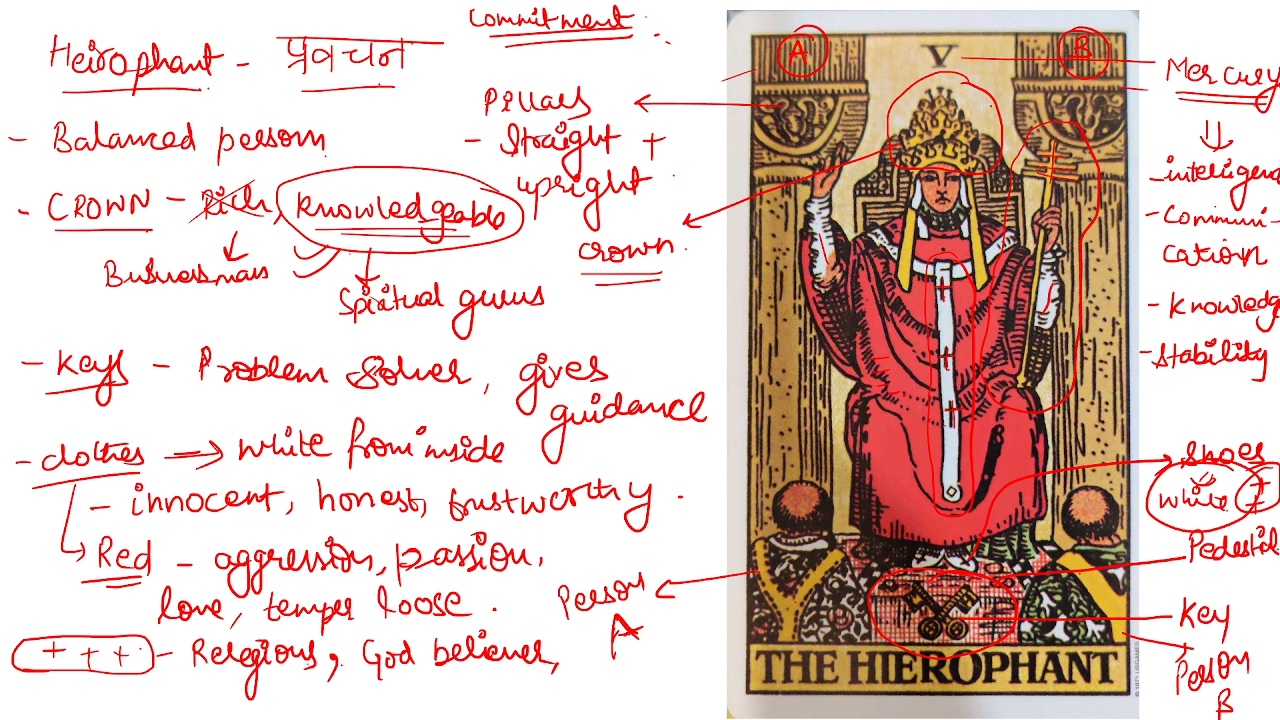 Commitment
Heirophant - प्रवचन
- Balanced person
- CROWN - Rich, Knowledgeable
Businessman
Spiritual gurus
- Keys - Problem Solver, gives
guidance
- clothes → white from inside
- innocent, honest, trustworthy.
Red - aggression, passion,
love, temper loose.
+ + + - Religious, God believer,
Pillars
- Straight +
upright
crown.
Person
A
A
V
B
THE HIEROPHANT
Mercury
- intelligence
- Communi-
cation
- Knowledge
- Stability
Shoes
white
Pedestal
Key
Person
B